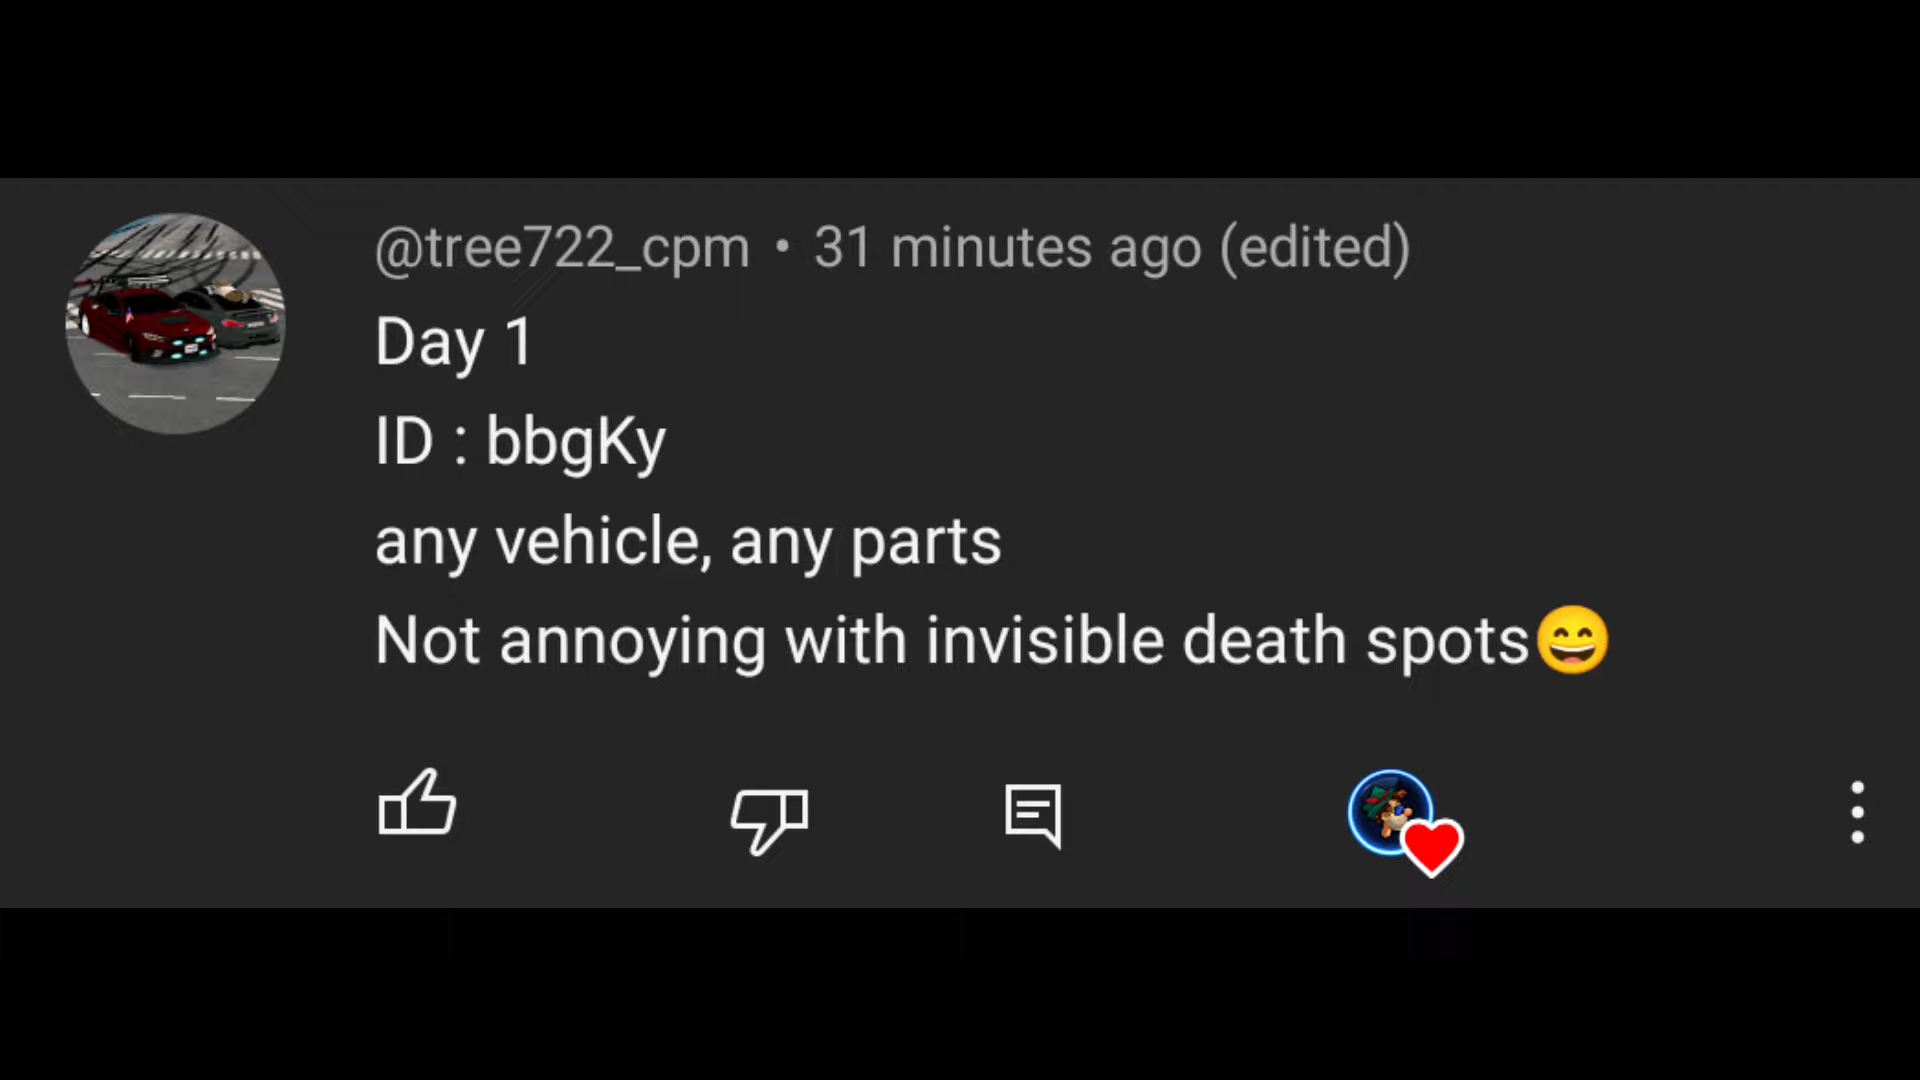 @tree722_cpm • 31 minutes ago (edited)
Day 1
ID : bbgKy
any vehicle, any parts
Not annoying with invisible death spots😄